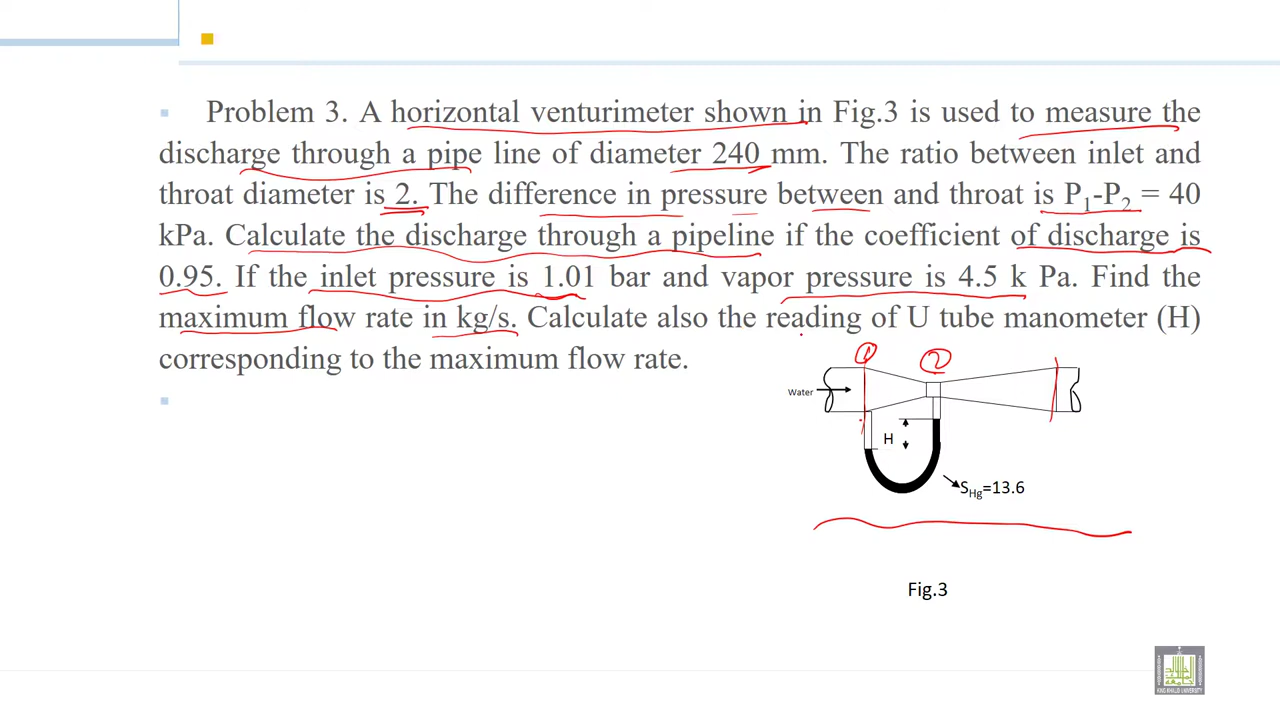 Problem 3. A horizontal venturimeter shown in Fig.3 is used to measure the
discharge through a pipe line of diameter 240 mm. The ratio between inlet and
throat diameter is 2. The difference in pressure between and throat is P₁-P₂ = 40
kPa. Calculate the discharge through a pipeline if the coefficient of discharge is
0.95. If the inlet pressure is 1.01 bar and vapor pressure is 4.5 k Pa. Find the
maximum flow rate in kg/s. Calculate also the reading of U tube manometer (H)
corresponding to the maximum flow rate.
① ②
Water
H
S_Hg=13.6
Fig.3
KING KHALID UNIVERSITY